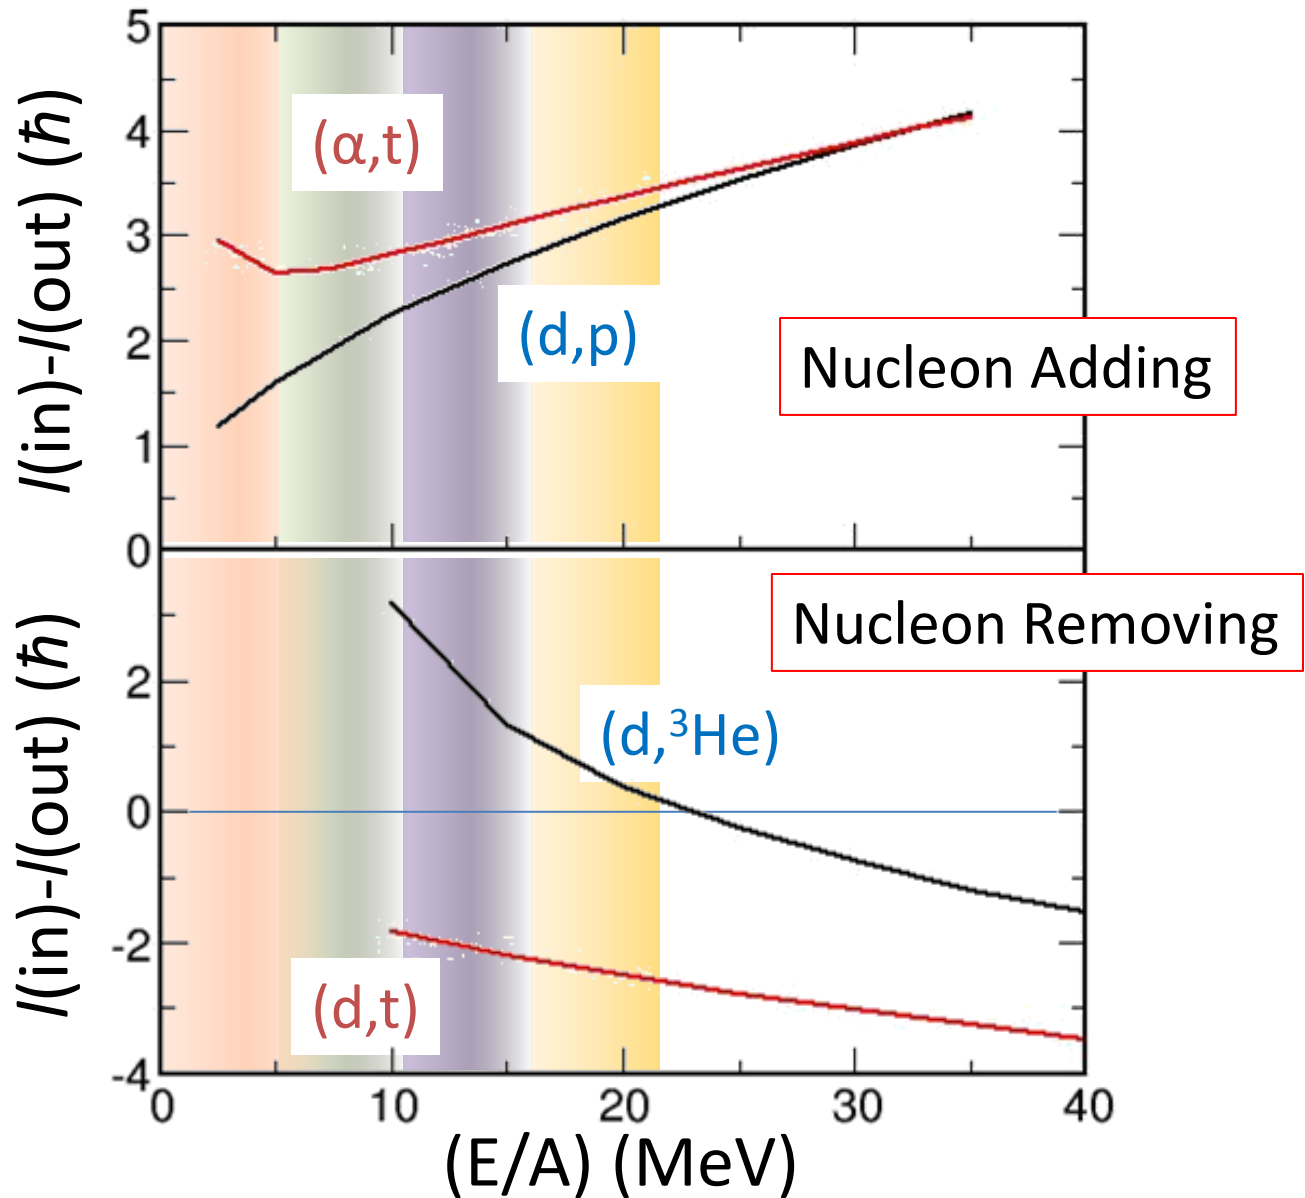 5
4
3
2
1
0
l(in)-l(out) (ħ)
(α,t)
(d,p)
Nucleon Adding
2
0
-2
-4
l(in)-l(out) (ħ)
Nucleon Removing
(d,³He)
(d,t)
0 10 20 30 40
(E/A) (MeV)